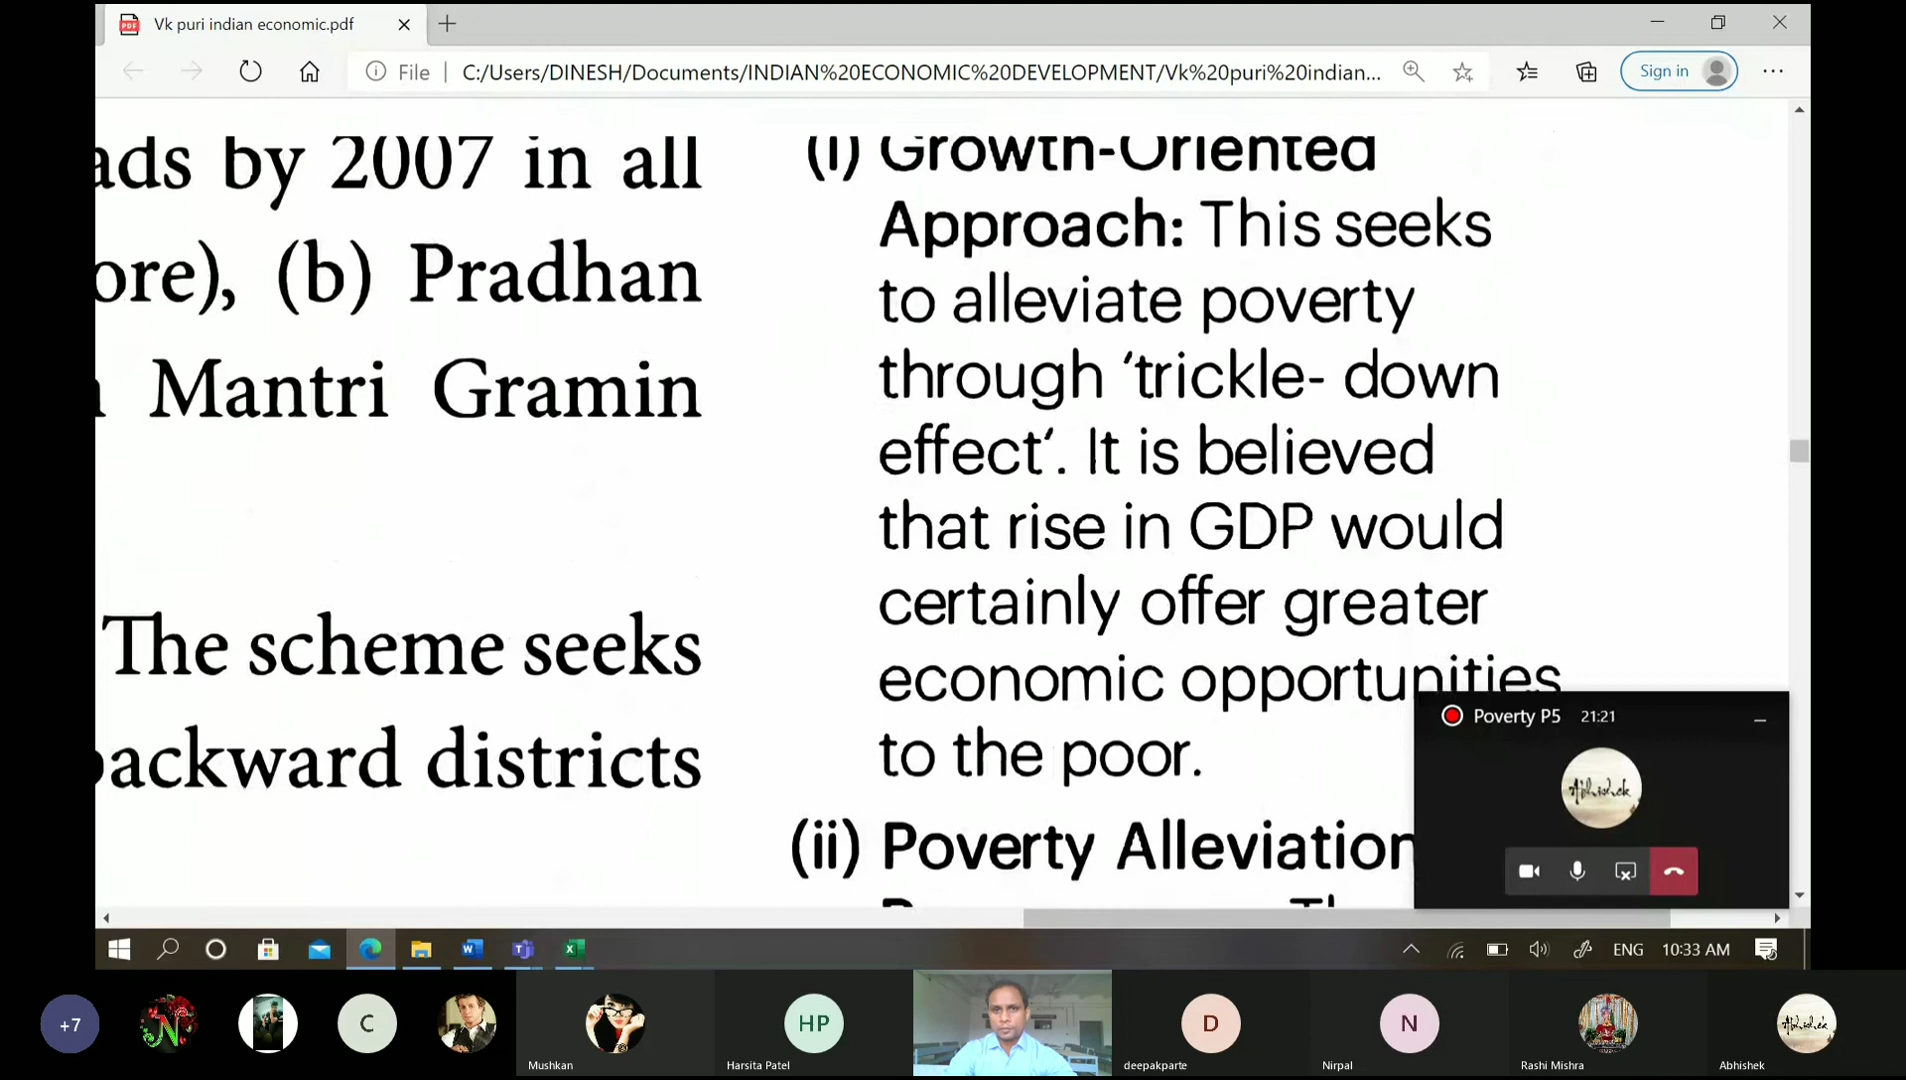 Vk puri indian economic.pdf
File
C:/Users/DINESH/Documents/INDIAN%20ECONOMIC%20DEVELOPMENT/Vk%20puri%20indian...
Sign in
ads by 2007 in all
ore), (b) Pradhan
Mantri Gramin
The scheme seeks
ackward districts
(i) Growth-Oriented
Approach: This seeks
to alleviate poverty
through ‘trickle- down
effect‘. It is believed
that rise in GDP would
certainly offer greater
economic opportunities
to the poor.
(ii) Poverty Alleviation
Poverty P5 21:21
Abhishek
ENG 10:33 AM
+7
N
C
HP
D
N
Abhishek
Mushkan
Harsita Patel
deepakparte
Nirpal
Rashi Mishra
Abhishek